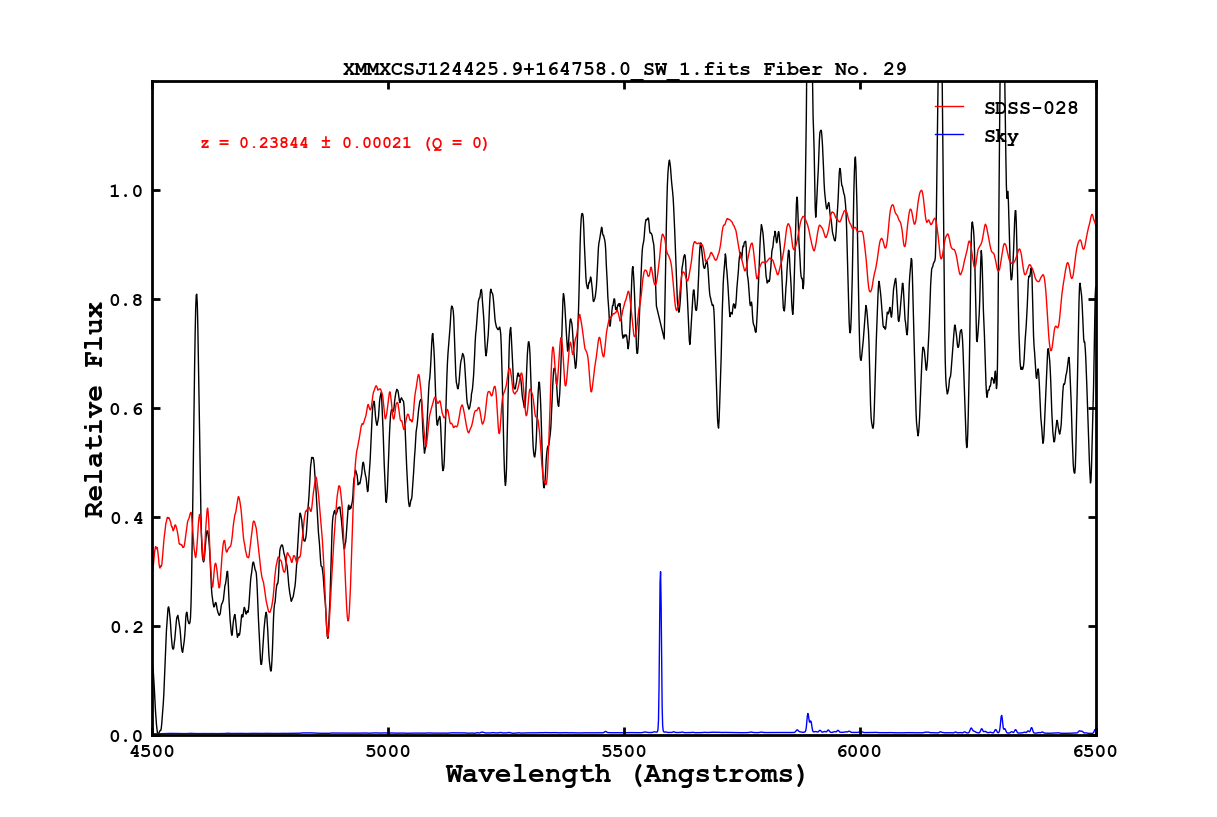 XMMXCSJ124425.9+164758.0_SW_1.fits Fiber No. 29
SDSS-028
Sky
z = 0.23844 ± 0.00021 (Q = 0)
1.0
0.8
0.6
0.4
0.2
0.0
Relative Flux
4500 5000 5500 6000 6500
Wavelength (Angstroms)